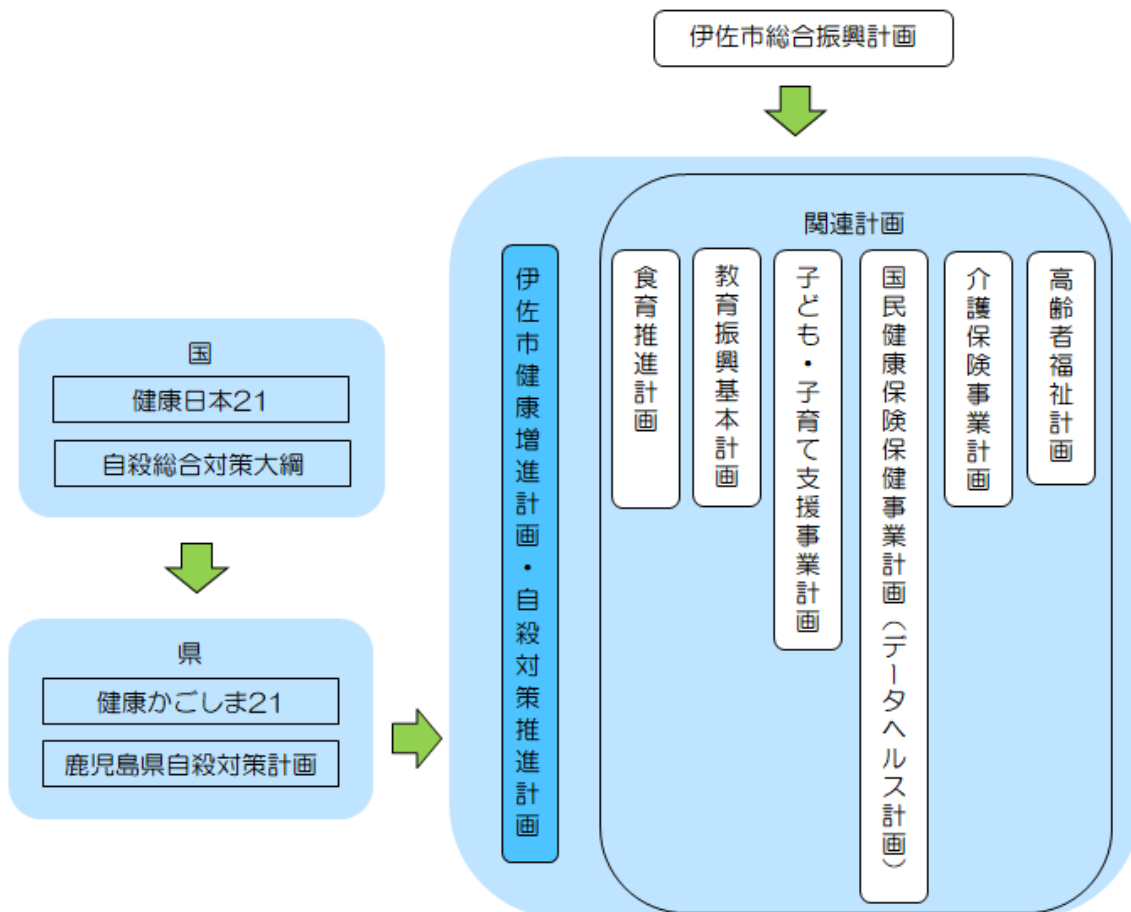 伊佐市総合振興計画
関連計画
伊佐市健康増進計画・自殺対策推進計画
食育推進計画
教育振興基本計画
子ども・子育て支援事業計画
国民健康保険保健事業計画（データヘルス計画）
介護保険事業計画
高齢者福祉計画
国
健康日本21
自殺総合対策大綱
県
健康かごしま21
鹿児島県自殺対策計画